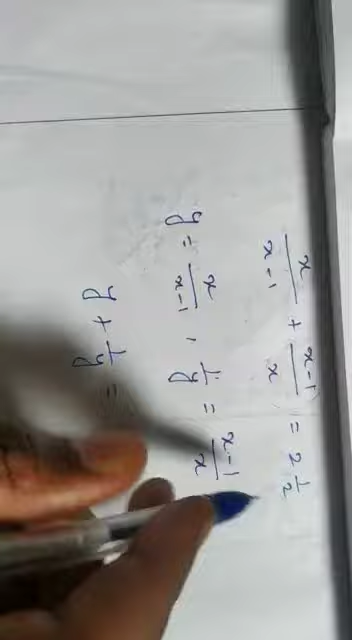 x/(x-1) + (x-1)/x = 2 1/2
y = x/(x-1) , 1/y = (x-1)/x
y + 1/y =